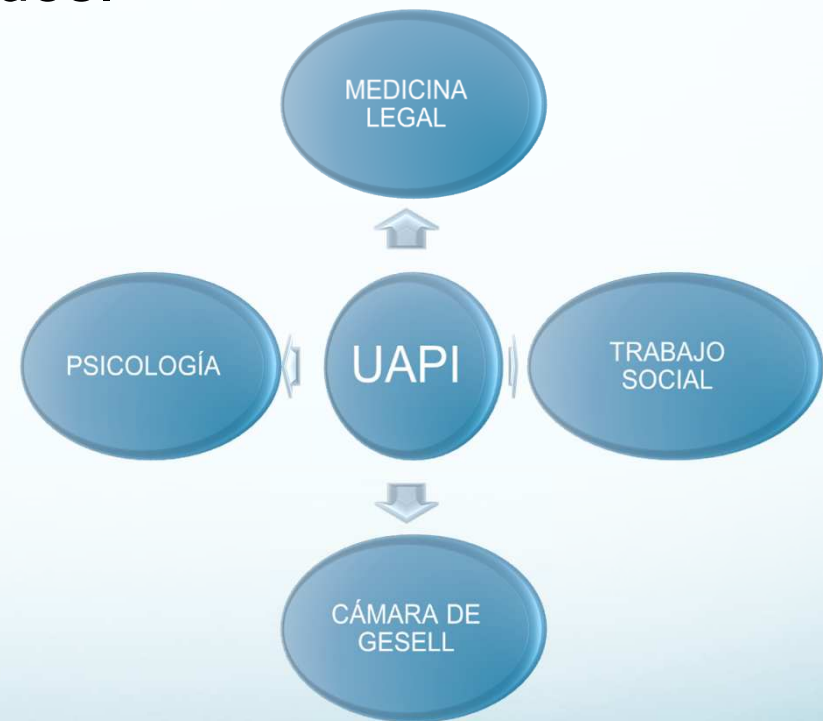 MEDICINA
LEGAL
PSICOLOGÍA
UAPI
TRABAJO
SOCIAL
CÁMARA DE
GESELL